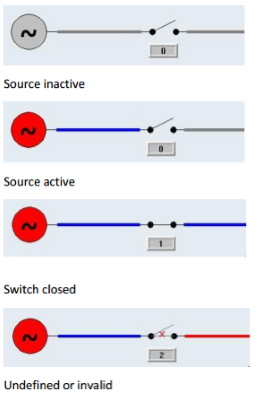 ~
0
Source inactive
~
0
Source active
~
1
Switch closed
~
x
2
Undefined or invalid